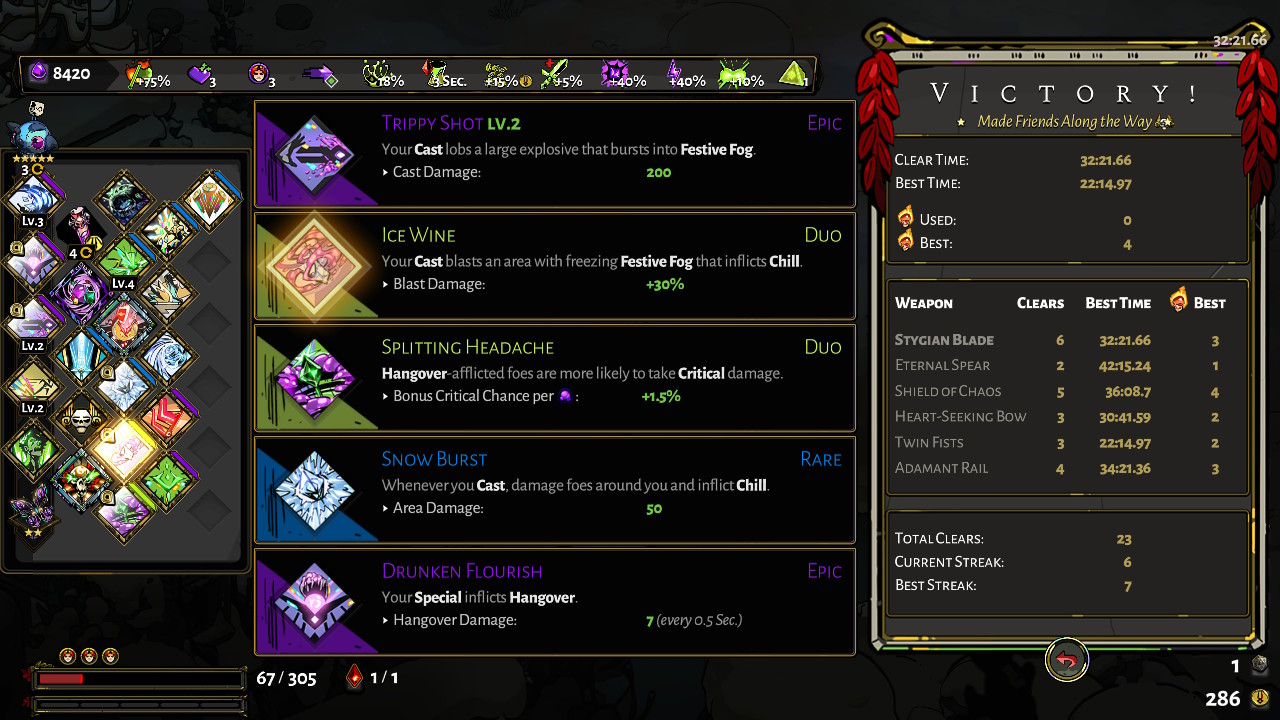 32:21.66
8420
+75%
3
3
18%
3 Sec.
+15%
+5%
+40%
+40%
+10%
1
3
Lv.3
4
Lv.4
Lv.2
Lv.2
Trippy Shot Lv.2
Epic
Your Cast lobs a large explosive that bursts into Festive Fog.
Cast Damage: 200
Ice Wine
Duo
Your Cast blasts an area with freezing Festive Fog that inflicts Chill.
Blast Damage: +30%
Splitting Headache
Duo
Hangover-afflicted foes are more likely to take Critical damage.
Bonus Critical Chance per : +1.5%
Snow Burst
Rare
Whenever you Cast, damage foes around you and inflict Chill.
Area Damage: 50
Drunken Flourish
Epic
Your Special inflicts Hangover.
Hangover Damage: 7 (every 0.5 Sec.)
67 / 305
1 / 1
Victory!
Made Friends Along the Way
Clear Time: 32:21.66
Best Time: 22:14.97
Used: 0
Best: 4
Weapon Clears Best Time Best
Stygian Blade 6 32:21.66 3
Eternal Spear 2 42:15.24 1
Shield of Chaos 5 36:08.7 4
Heart-Seeking Bow 3 30:41.59 2
Twin Fists 3 22:14.97 2
Adamant Rail 4 34:21.36 3
Total Clears: 23
Current Streak: 6
Best Streak: 7
1
286